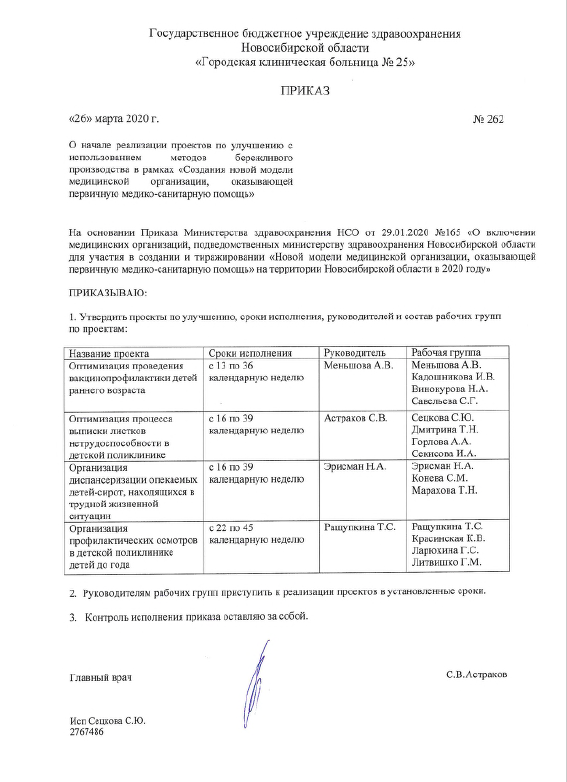 Государственное бюджетное учреждение здравоохранения
Новосибирской области
«Городская клиническая больница № 25»
ПРИКАЗ
«26» марта 2020 г.
№ 262
О начале реализации проектов по улучшению с
использованием методов бережливого
производства в рамках «Создания новой модели
медицинской организации, оказывающей
первичную медико-санитарную помощь»
На основании Приказа Министерства здравоохранения НСО от 29.01.2020 №165 «О включении
медицинских организаций, подведомственных министерству здравоохранения Новосибирской области
для участия в создании и тиражировании «Новой модели медицинской организации, оказывающей
первичную медико-санитарную помощь» на территории Новосибирской области в 2020 году»
ПРИКАЗЫВАЮ:
1. Утвердить проекты по улучшению, сроки исполнения, руководителей и состав рабочих групп
по проектам:
Название проекта
Сроки исполнения
Руководитель
Рабочая группа
Оптимизация проведения
вакцинопрофилактики детей
раннего возраста
с 13 по 36
календарную неделю
Меньшова А.В.
Меньшова А.В.
Кадошникова И.В.
Винокурова Н.А.
Савельева С.Г.
Оптимизация процесса
выписки листков
нетрудоспособности в
детской поликлинике
с 16 по 39
календарную неделю
Астраков С.В.
Сецкова С.Ю.
Дмитрина Т.Н.
Горлова А.А.
Секисова И.А.
Организация
диспансеризации опекаемых
детей-сирот, находящихся в
трудной жизненной
ситуации
с 16 по 39
календарную неделю
Эрисман Н.А.
Эрисман Н.А.
Конева С.М.
Марахова Т.Н.
Организация
профилактических осмотров
в детской поликлинике
детей до года
с 22 по 45
календарную неделю
Ращупкина Т.С.
Ращупкина Т.С.
Красинская К.В.
Ларюхина Г.С.
Литвишко Г.М.
2. Руководителям рабочих групп приступить к реализации проектов в установленные сроки.
3. Контроль исполнения приказа оставляю за собой.
Главный врач
С.В.Астраков
Исп Сецкова С.Ю.
2767486